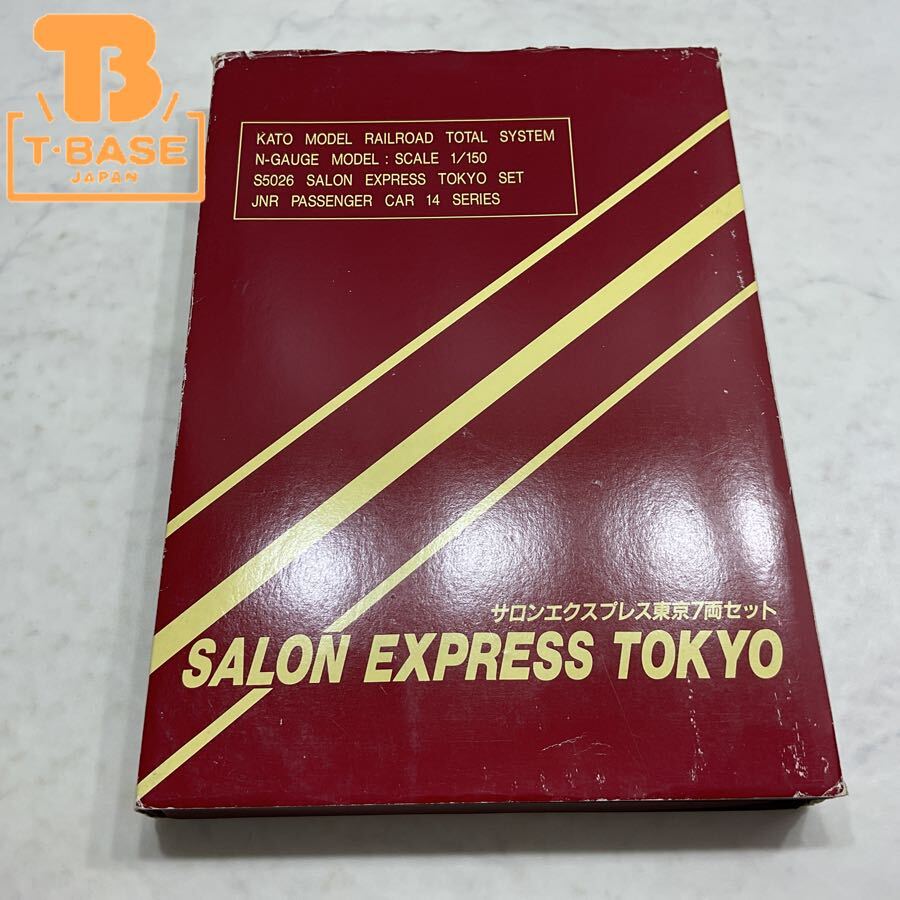 B
T·BASE
JAPAN
KATO MODEL RAILROAD TOTAL SYSTEM
N-GAUGE MODEL : SCALE 1/150
S5026 SALON EXPRESS TOKYO SET
JNR PASSENGER CAR 14 SERIES
サロンエクスプレス東京7両セット
SALON EXPRESS TOKYO